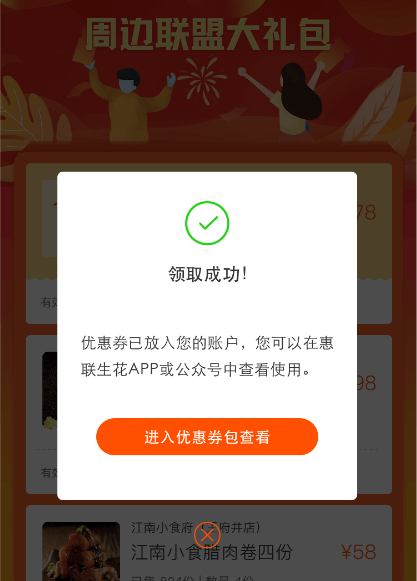 周边联盟大礼包
78
领取成功!
有效
优惠券已放入您的账户，您可以在惠
联生花APP或公众号中查看使用。
98
进入优惠券包查看
有效
江南小食府（天府井店）
江南小食腊肉卷四份
¥58